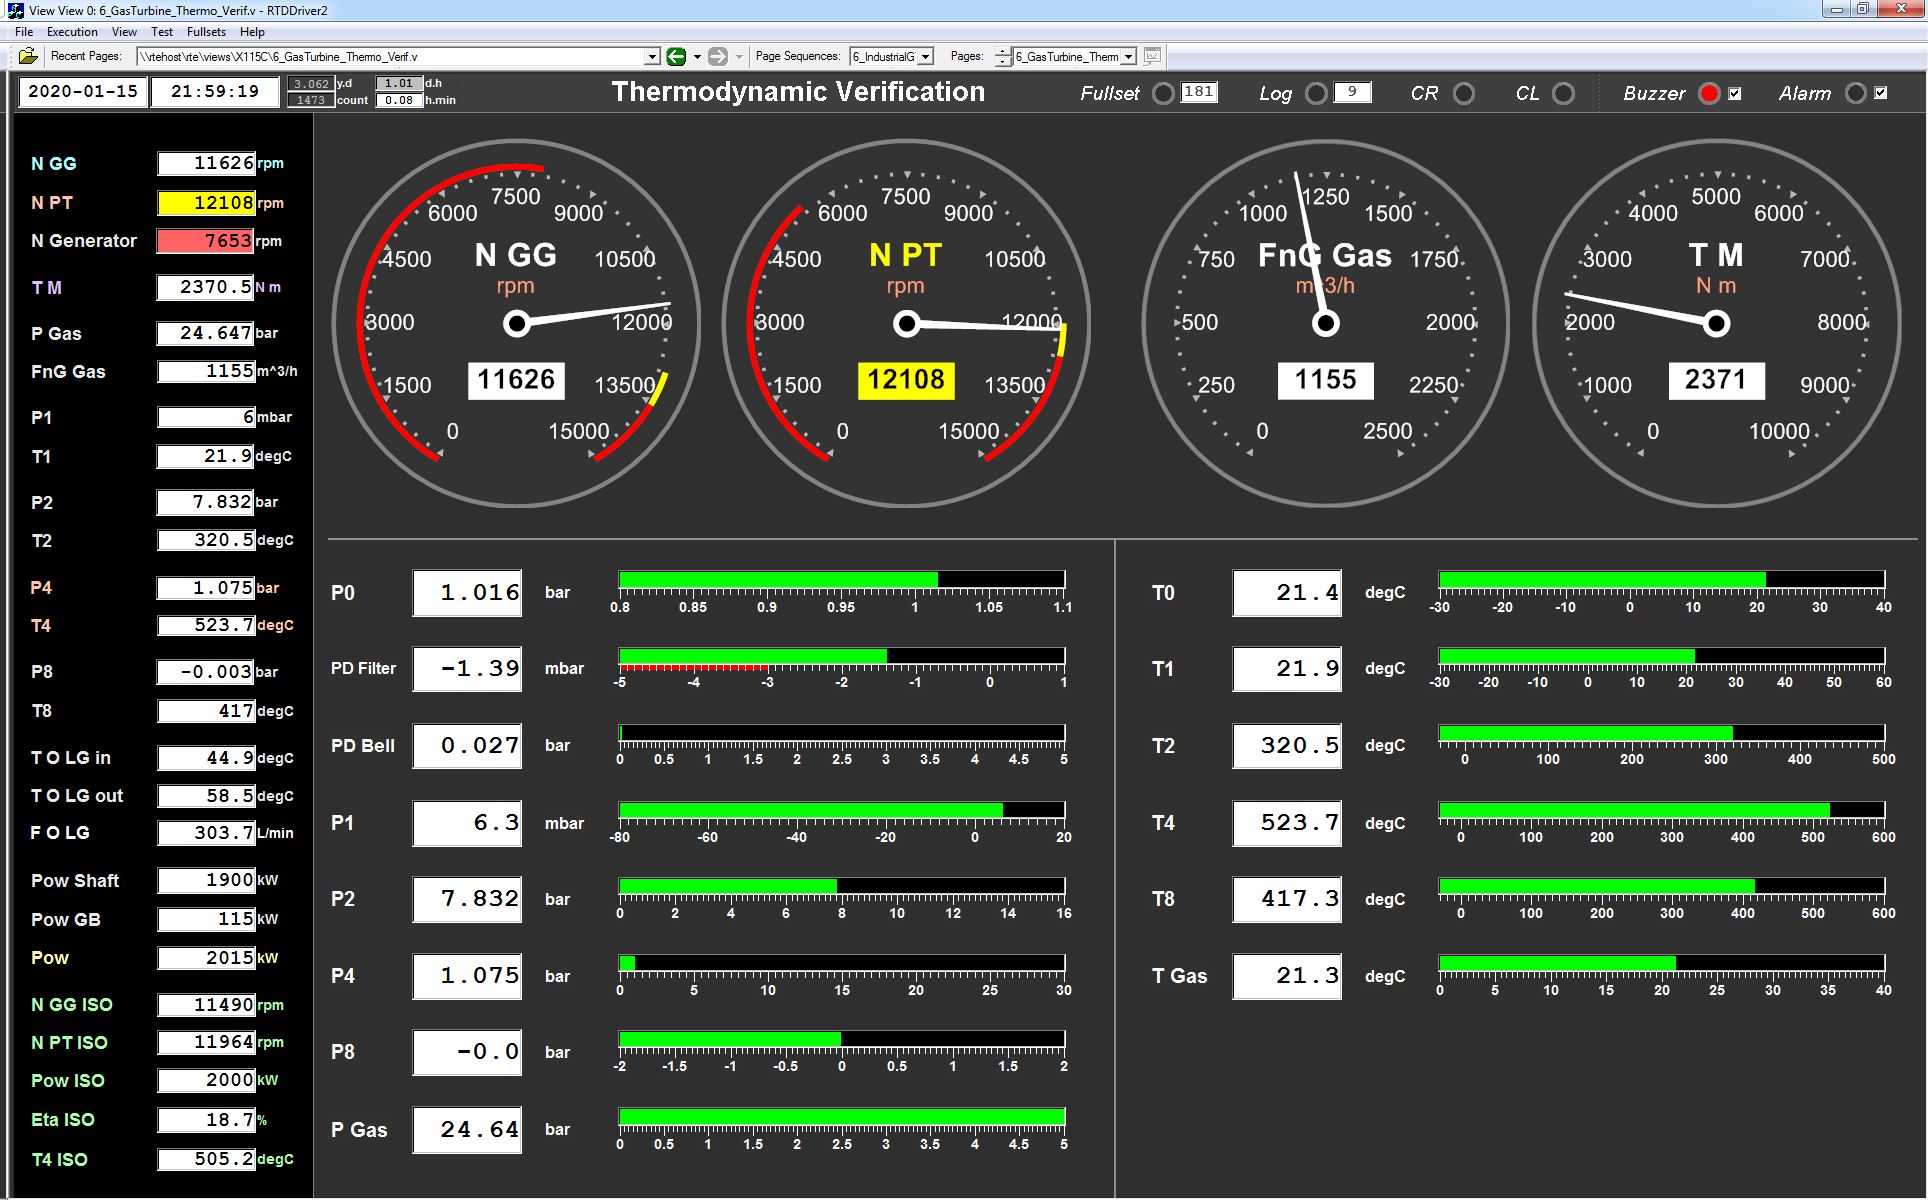 View View 0: 6_GasTurbine_Thermo_Verif.v - RTDDriver2
File Execution View Test Fullsets Help
Recent Pages: \\rtehost\rte\views\X115C\6_GasTurbine_Thermo_Verif.v Page Sequences: 6_IndustrialG Pages: 6_GasTurbine_Therm
2020-01-15 21:59:19 3.062 y.d 1.01 d.h
1473 count 0.08 h.min
Thermodynamic Verification
Fullset 181 Log 9 CR CL Buzzer Alarm
N GG 11626 rpm
N PT 12108 rpm
N Generator 7653 rpm
T M 2370.5 N m
P Gas 24.647 bar
FnG Gas 1155 m^3/h
P1 6 mbar
T1 21.9 degC
P2 7.832 bar
T2 320.5 degC
P4 1.075 bar
T4 523.7 degC
P8 -0.003 bar
T8 417 degC
T O LG in 44.9 degC
T O LG out 58.5 degC
F O LG 303.7 L/min
Pow Shaft 1900 kW
Pow GB 115 kW
Pow 2015 kW
N GG ISO 11490 rpm
N PT ISO 11964 rpm
Pow ISO 2000 kW
Eta ISO 18.7 %
T4 ISO 505.2 degC
7500
6000 9000
4500 N GG 10500
rpm
3000 12000
1500 11626 13500
0 15000
7500
6000 9000
4500 N PT 10500
rpm
3000 12000
1500 12108 13500
0 15000
1250
1000 1500
750 FnG Gas 1750
m^3/h
500 2000
250 1155 2250
0 2500
5000
4000 6000
3000 T M 7000
N m
2000 8000
1000 2371 9000
0 10000
P0 1.016 bar
0.8 0.85 0.9 0.95 1 1.05 1.1
PD Filter -1.39 mbar
-5 -4 -3 -2 -1 0 1
PD Bell 0.027 bar
0 0.5 1 1.5 2 2.5 3 3.5 4 4.5 5
P1 6.3 mbar
-80 -60 -40 -20 0 20
P2 7.832 bar
0 2 4 6 8 10 12 14 16
P4 1.075 bar
0 5 10 15 20 25 30
P8 -0.0 bar
-2 -1.5 -1 -0.5 0 0.5 1 1.5 2
P Gas 24.64 bar
0 0.5 1 1.5 2 2.5 3 3.5 4 4.5 5
T0 21.4 degC
-30 -20 -10 0 10 20 30 40
T1 21.9 degC
-30 -20 -10 0 10 20 30 40 50 60
T2 320.5 degC
0 100 200 300 400 500
T4 523.7 degC
0 100 200 300 400 500 600
T8 417.3 degC
0 100 200 300 400 500 600
T Gas 21.3 degC
0 5 10 15 20 25 30 35 40